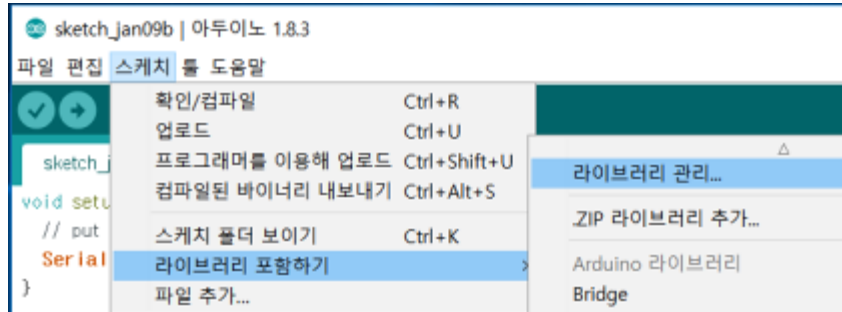 sketch_jan09b | 아두이노 1.8.3
파일 편집 스케치 툴 도움말
확인/컴파일 Ctrl+R
업로드 Ctrl+U
프로그래머를 이용해 업로드 Ctrl+Shift+U
컴파일된 바이너리 내보내기 Ctrl+Alt+S
스케치 폴더 보이기 Ctrl+K
라이브러리 포함하기
파일 추가...
라이브러리 관리...
.ZIP 라이브러리 추가...
Arduino 라이브러리
Bridge
sketch_j
void setu
// put
Serial
}